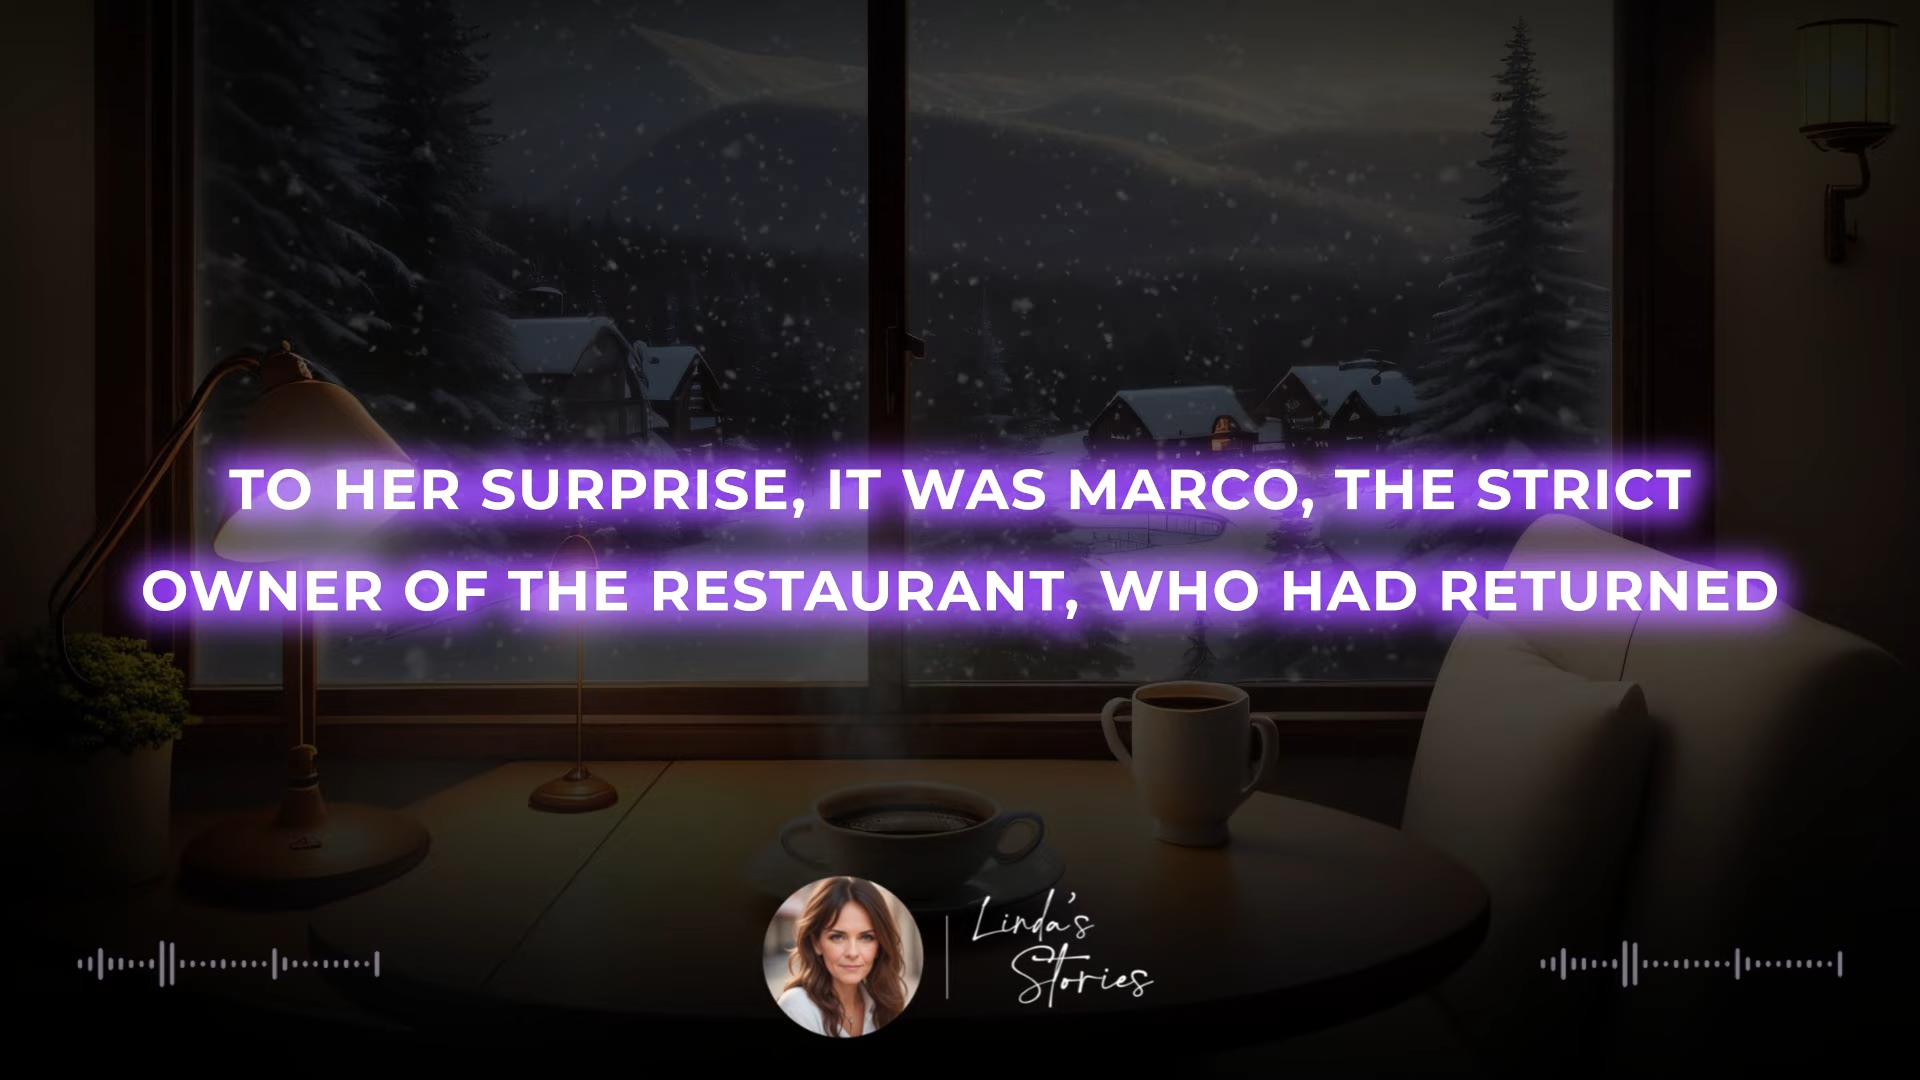 TO HER SURPRISE, IT WAS MARCO, THE STRICT
OWNER OF THE RESTAURANT, WHO HAD RETURNED
Linda's
Stories